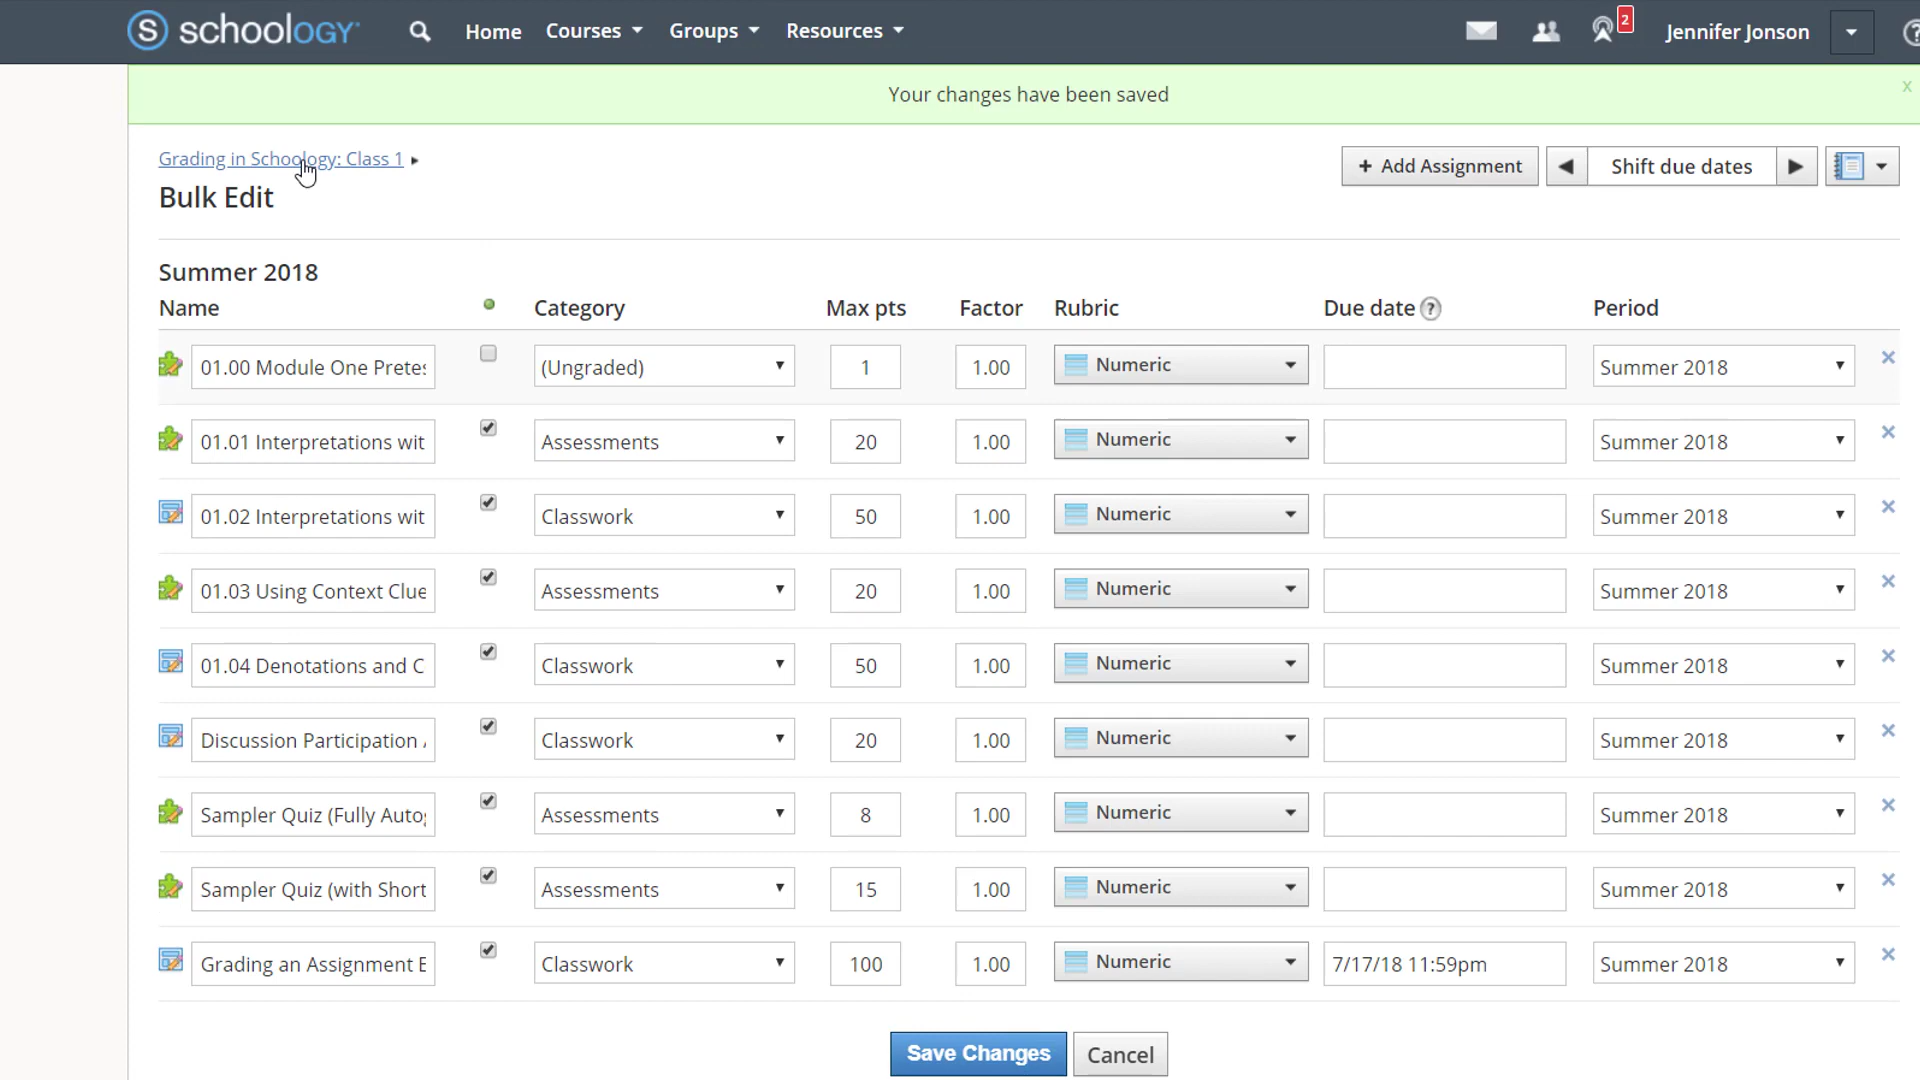 schoology Home Courses Groups Resources 2 Jennifer Jonson ?
Your changes have been saved x
Grading in Schoology: Class 1
+ Add Assignment Shift due dates
Bulk Edit
Summer 2018
Name Category Max pts Factor Rubric Due date ? Period
01.00 Module One Pretes (Ungraded) 1 1.00 Numeric Summer 2018
01.01 Interpretations wit Assessments 20 1.00 Numeric Summer 2018
01.02 Interpretations wit Classwork 50 1.00 Numeric Summer 2018
01.03 Using Context Clue Assessments 20 1.00 Numeric Summer 2018
01.04 Denotations and C Classwork 50 1.00 Numeric Summer 2018
Discussion Participation Classwork 20 1.00 Numeric Summer 2018
Sampler Quiz (Fully Autog Assessments 8 1.00 Numeric Summer 2018
Sampler Quiz (with Short Assessments 15 1.00 Numeric Summer 2018
Grading an Assignment E Classwork 100 1.00 Numeric 7/17/18 11:59pm Summer 2018
Save Changes Cancel